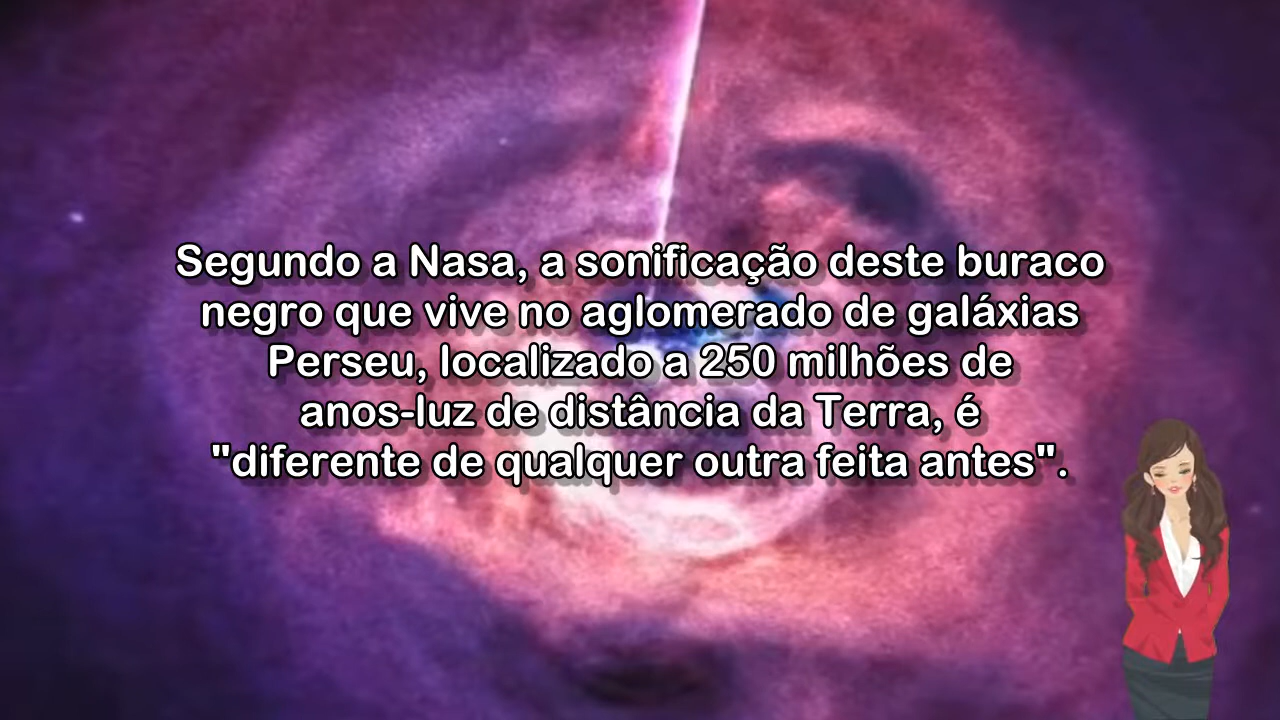 Segundo a Nasa, a sonificação deste buraco
negro que vive no aglomerado de galáxias
Perseu, localizado a 250 milhões de
anos-luz de distância da Terra, é
"diferente de qualquer outra feita antes".